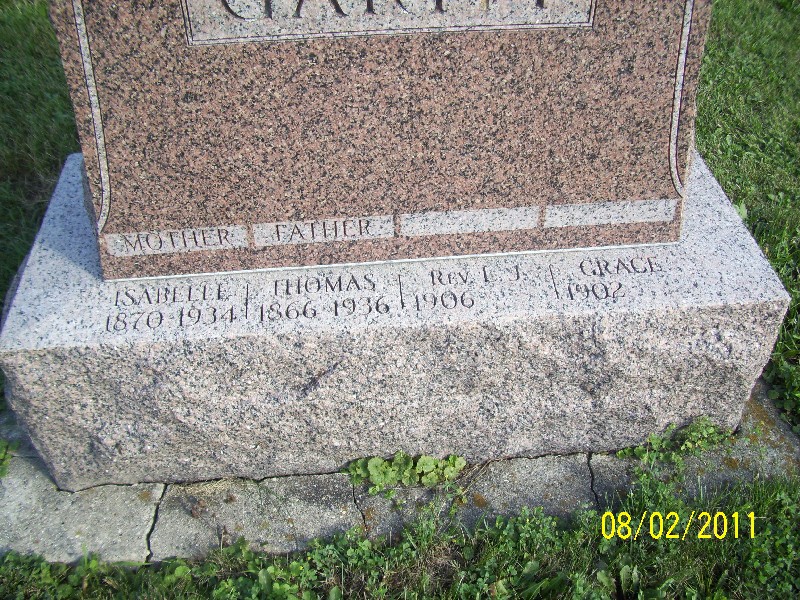 MOTHER FATHER
ISABELLE THOMAS REV. L. J. GRACE
1870-1934 1866-1936 1906 1902
08/02/2011